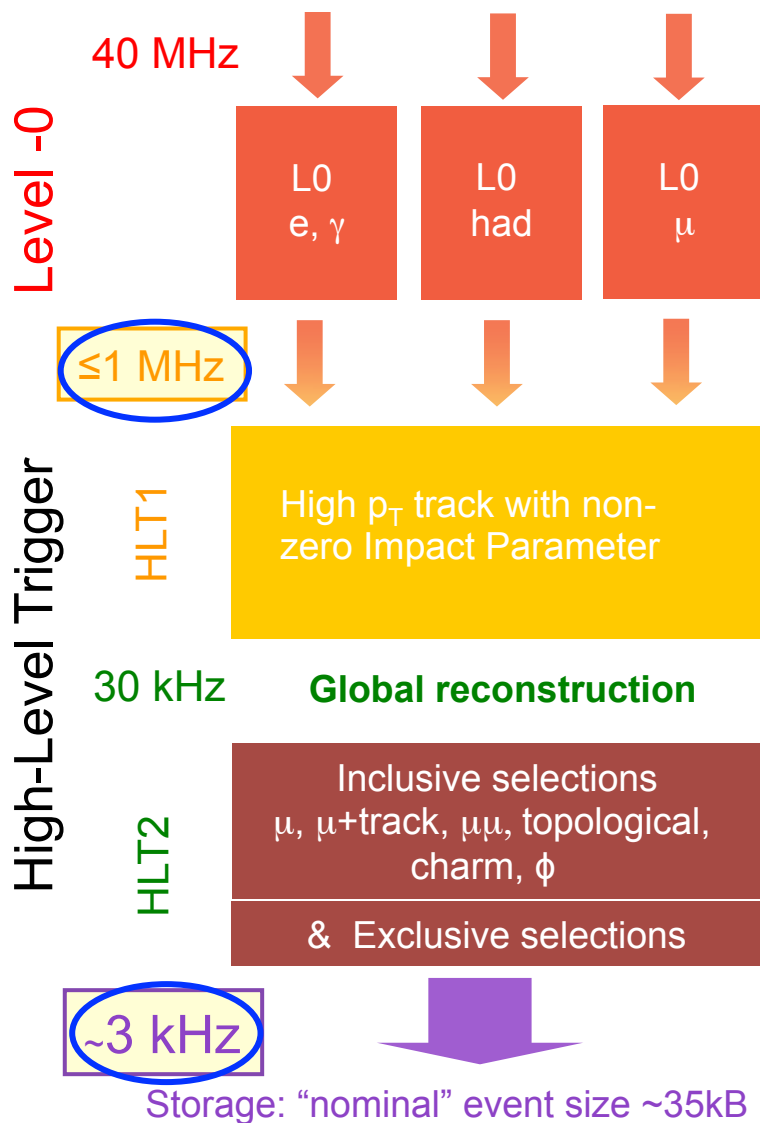 40 MHz
Level -0
L0
e, γ
L0
had
L0
μ
≤1 MHz
High-Level Trigger
HLT1
High pT track with non-
zero Impact Parameter
30 kHz
Global reconstruction
HLT2
Inclusive selections
μ, μ+track, μμ, topological,
charm, ϕ
& Exclusive selections
~3 kHz
Storage: “nominal” event size ~35kB